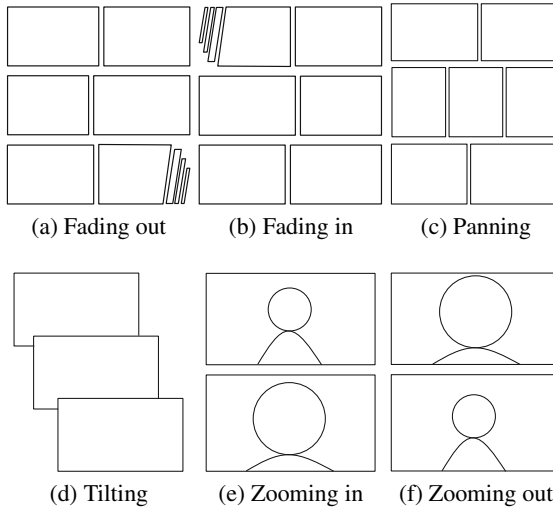 (a) Fading out
(b) Fading in
(c) Panning
(d) Tilting
(e) Zooming in
(f) Zooming out